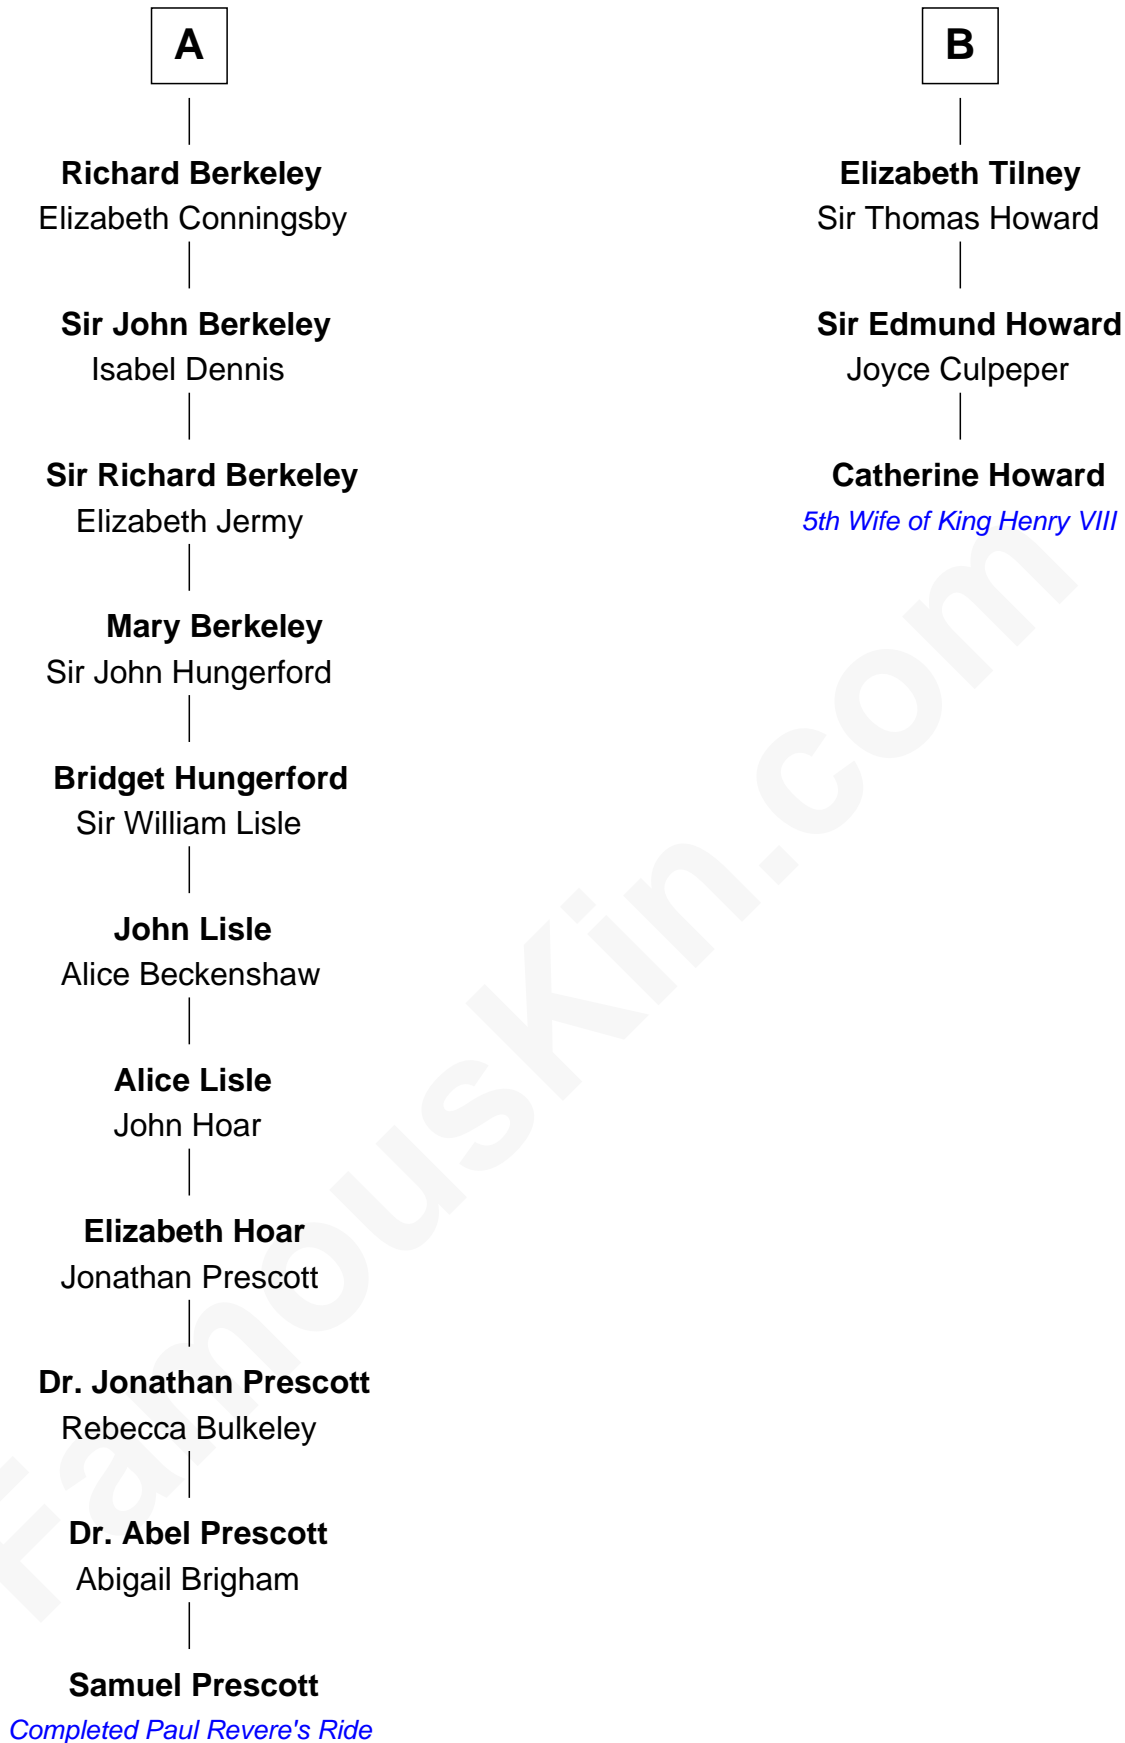 A
Richard Berkeley
Elizabeth Conningsby
Sir John Berkeley
Isabel Dennis
Sir Richard Berkeley
Elizabeth Jermy
Mary Berkeley
Sir John Hungerford
Bridget Hungerford
Sir William Lisle
John Lisle
Alice Beckenshaw
Alice Lisle
John Hoar
Elizabeth Hoar
Jonathan Prescott
Dr. Jonathan Prescott
Rebecca Bulkeley
Dr. Abel Prescott
Abigail Brigham
Samuel Prescott
Completed Paul Revere's Ride
B
Elizabeth Tilney
Sir Thomas Howard
Sir Edmund Howard
Joyce Culpeper
Catherine Howard
5th Wife of King Henry VIII
FamousKin.com